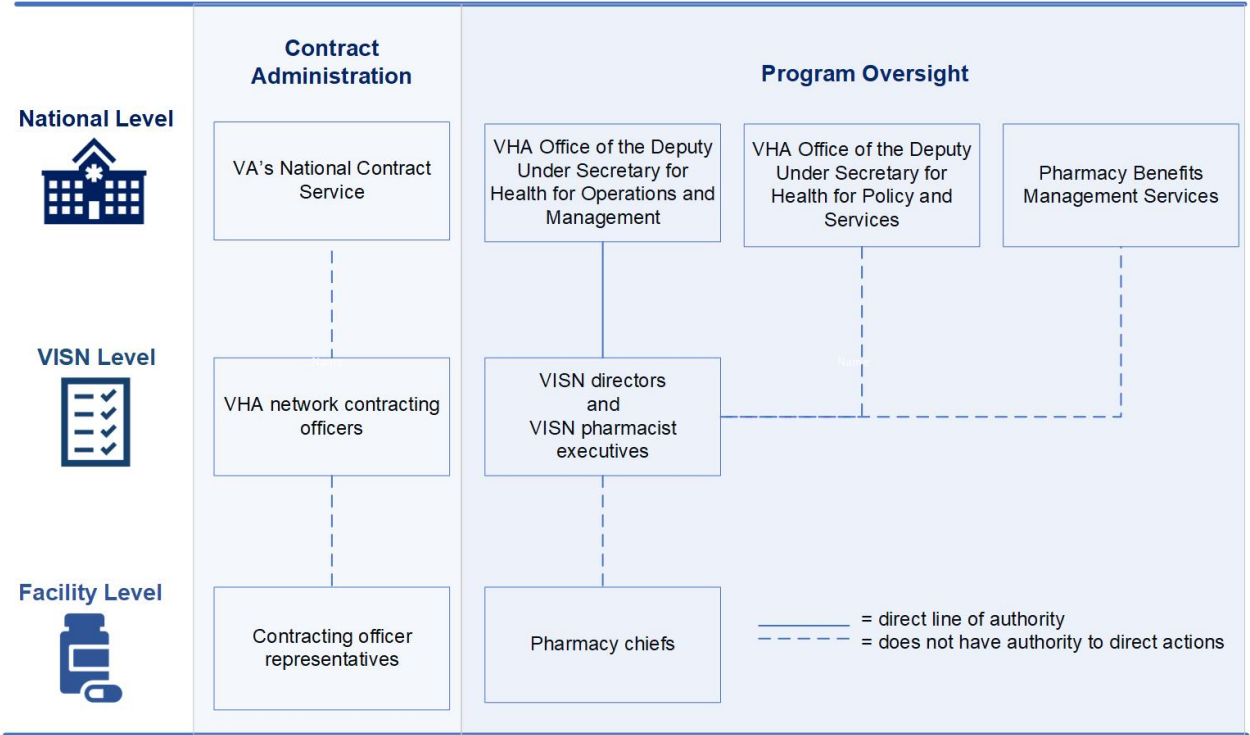 Contract
Administration
Program Oversight
National Level
VA's National Contract
Service
VHA Office of the Deputy
Under Secretary for
Health for Operations and
Management
VHA Office of the Deputy
Under Secretary for
Health for Policy and
Services
Pharmacy Benefits
Management Services
VISN Level
Name
Name
VHA network contracting
officers
VISN directors
and
VISN pharmacist
executives
Facility Level
Contracting officer
representatives
Pharmacy chiefs
= direct line of authority
= does not have authority to direct actions